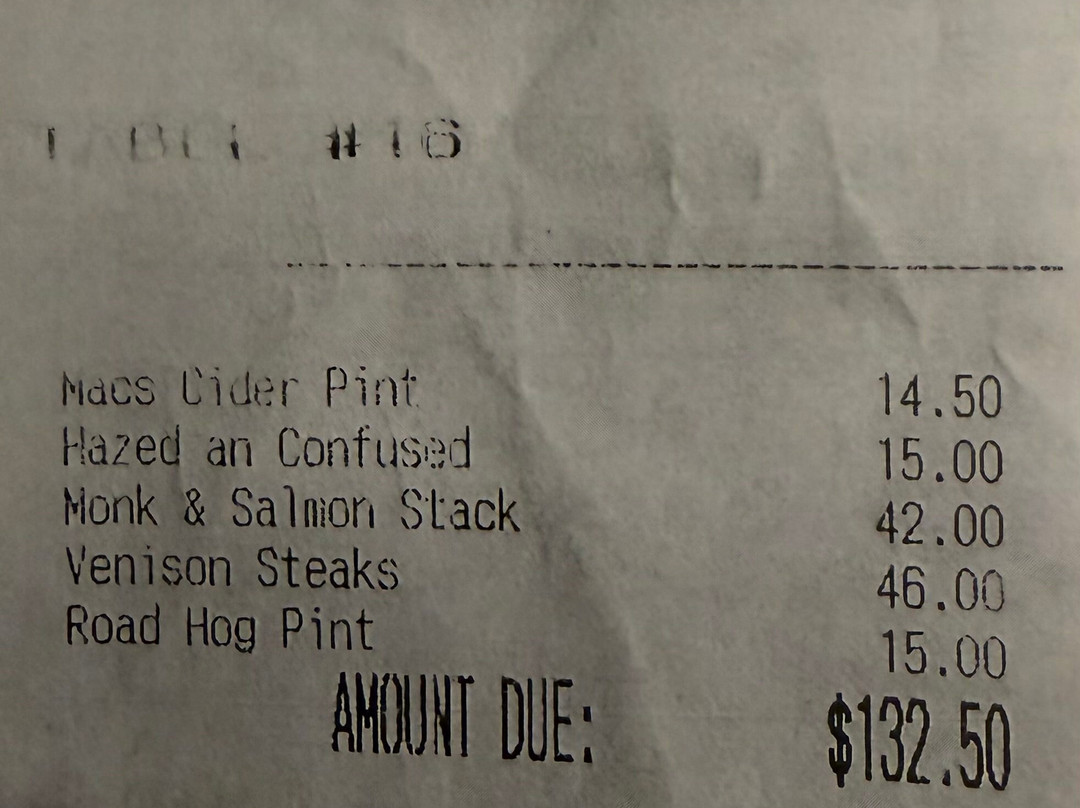 TABLE #16
Macs Cider Pint 14.50
Hazed an Confused 15.00
Monk & Salmon Stack 42.00
Venison Steaks 46.00
Road Hog Pint 15.00
AMOUNT DUE: $132.50